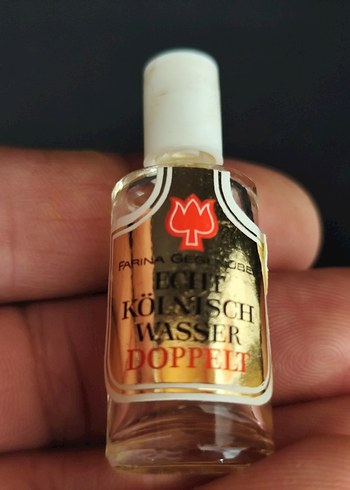 FARINA GEGENÜBER
ECHT
KÖLNISCH
WASSER
DOPPELT